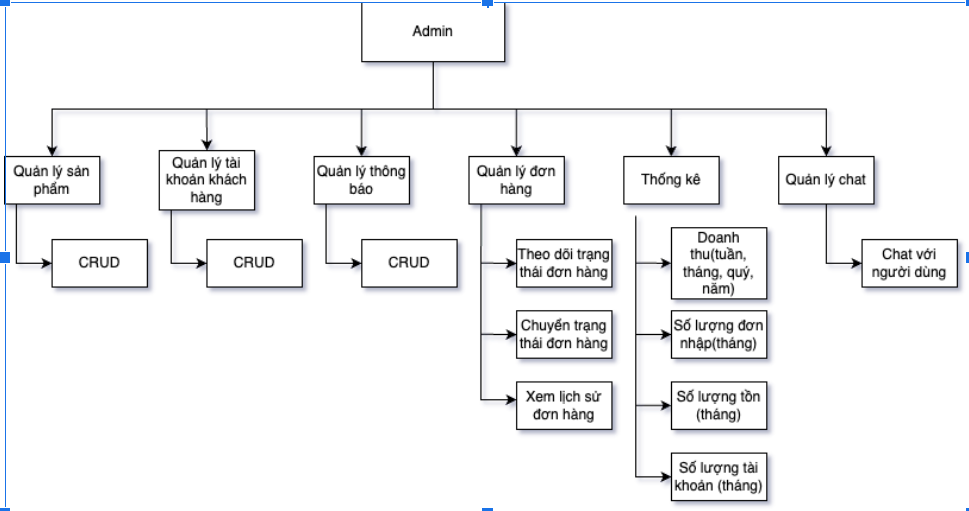 Admin
Quản lý sản
phẩm
CRUD
Quản lý tài
khoản khách
hàng
CRUD
Quản lý thông
báo
CRUD
Quản lý đơn
hàng
Theo dõi trạng
thái đơn hàng
Chuyển trạng
thái đơn hàng
Xem lịch sử
đơn hàng
Thống kê
Doanh
thu(tuần,
tháng, quý,
năm)
Số lượng đơn
nhập(tháng)
Số lượng tồn
(tháng)
Số lượng tài
khoản (tháng)
Quản lý chat
Chat với
người dùng